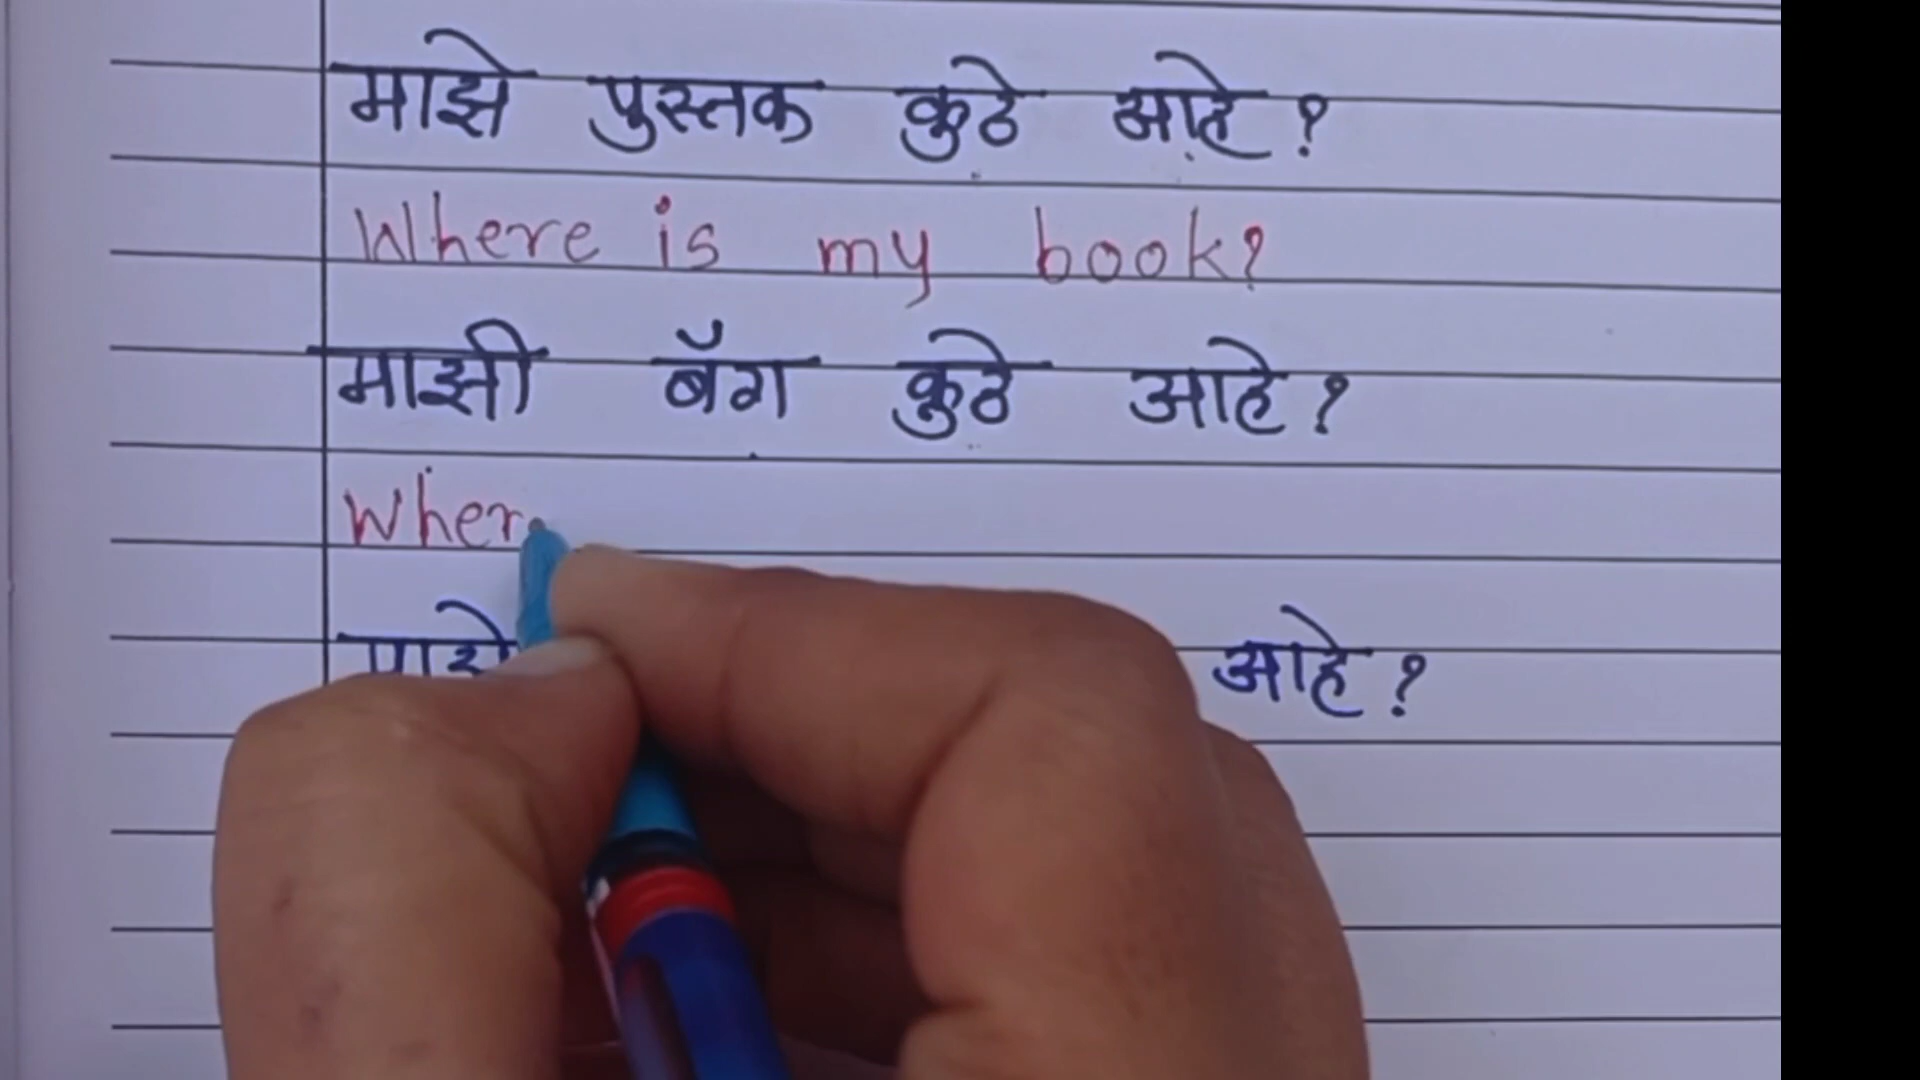 माझे पुस्तक कुठे आहे?
Where is my book?
माझी बॅग कुठे आहे?
Wher
आहे?